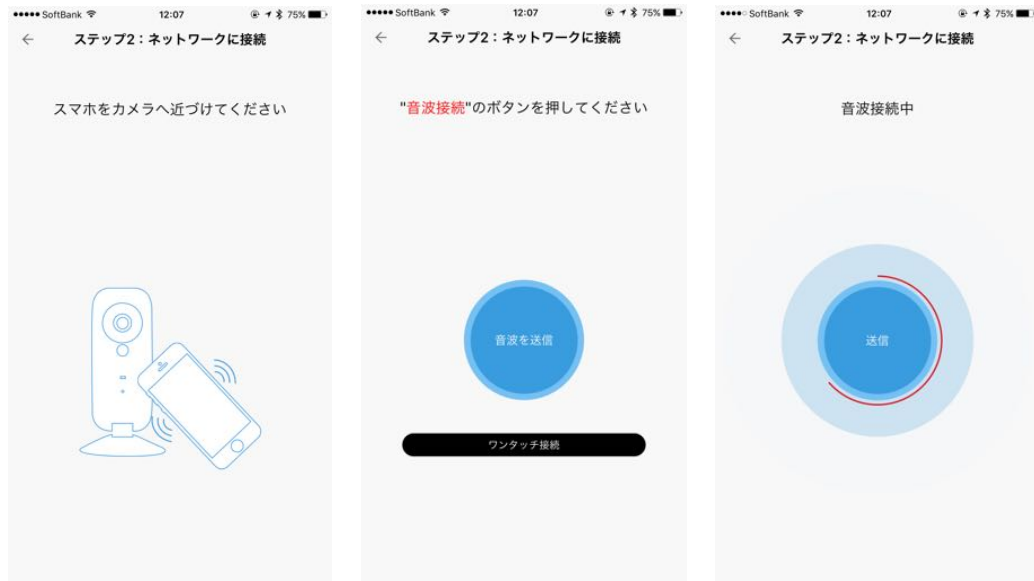 ●●●●● SoftBank 12:07 75%
ステップ2：ネットワークに接続
スマホをカメラへ近づけてください
●●●●● SoftBank 12:07 75%
ステップ2：ネットワークに接続
"音波接続"のボタンを押してください
音波を送信
ワンタッチ接続
●●●●○ SoftBank 12:07 75%
ステップ2：ネットワークに接続
音波接続中
送信